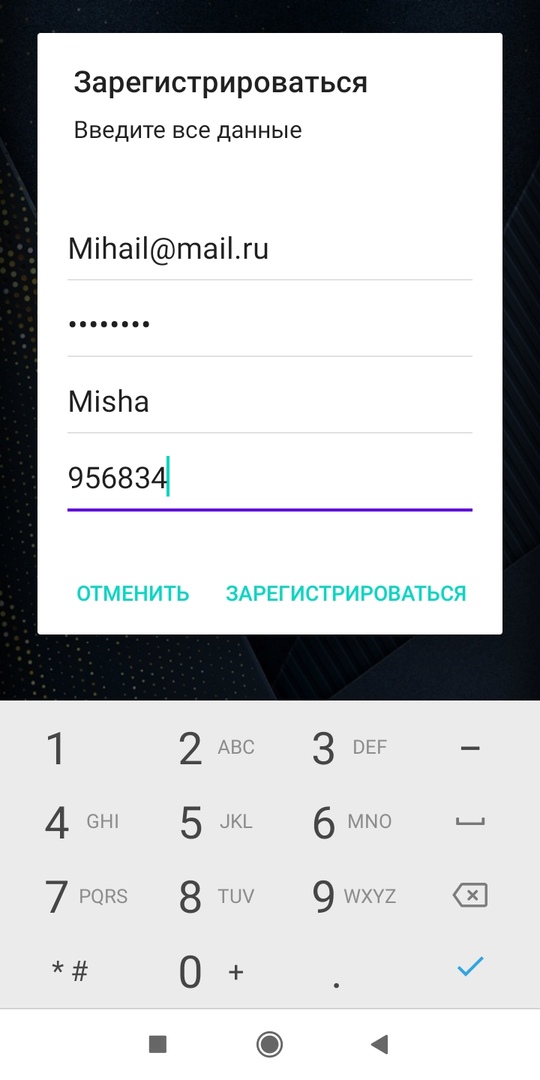 Зарегистрироваться
Введите все данные
Mihail@mail.ru
••••••••
Misha
956834
ОТМЕНИТЬ ЗАРЕГИСТРИРОВАТЬСЯ
1 2 ABC 3 DEF –
4 GHI 5 JKL 6 MNO
7 PQRS 8 TUV 9 WXYZ
* # 0 + .